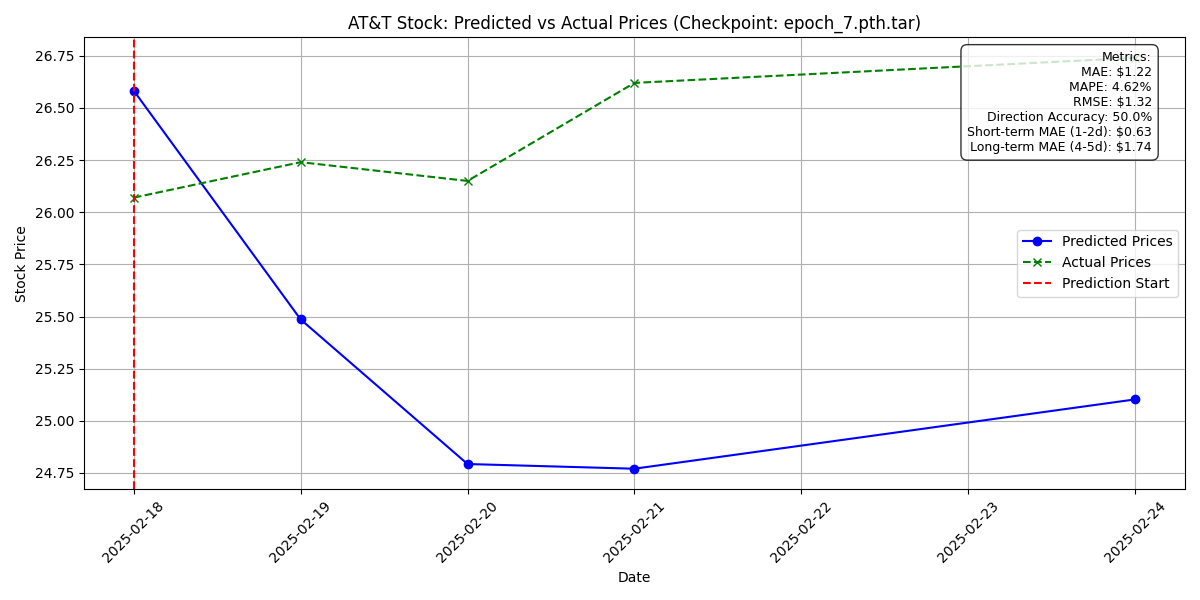 AT&T Stock: Predicted vs Actual Prices (Checkpoint: epoch_7.pth.tar)
Metrics:
MAE: $1.22
MAPE: 4.62%
RMSE: $1.32
Direction Accuracy: 50.0%
Short-term MAE (1-2d): $0.63
Long-term MAE (4-5d): $1.74
Predicted Prices
Actual Prices
Prediction Start
Stock Price
26.75
26.50
26.25
26.00
25.75
25.50
25.25
25.00
24.75
2025-02-18
2025-02-19
2025-02-20
2025-02-21
2025-02-22
2025-02-23
2025-02-24
Date